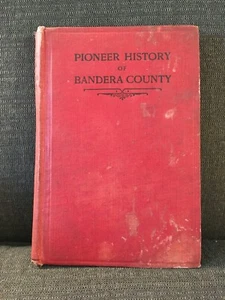 PIONEER HISTORY
OF
BANDERA COUNTY